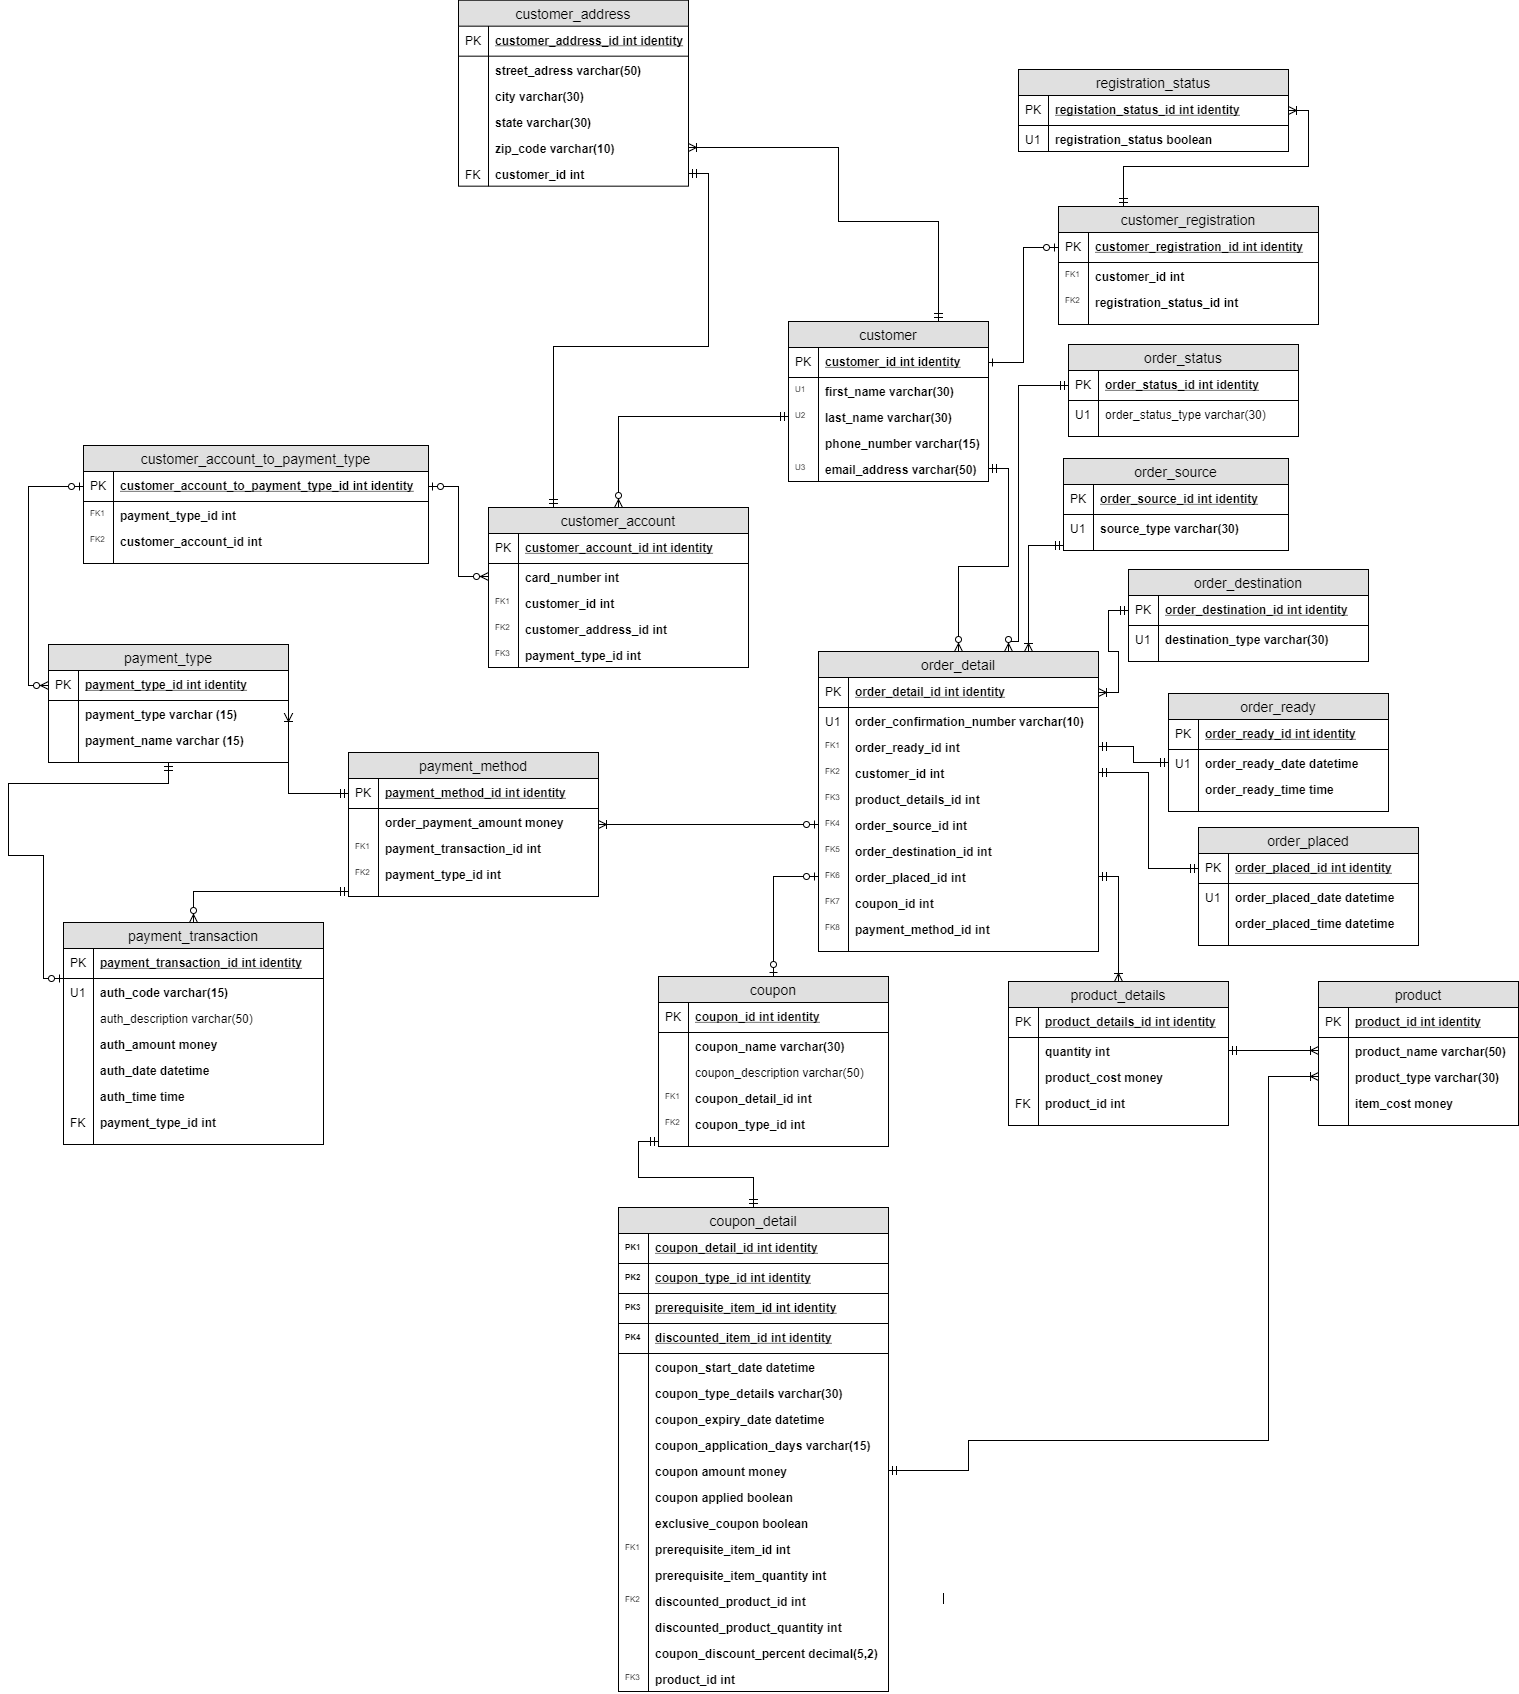 customer_address
PK customer_address_id int identity
street_adress varchar(50)
city varchar(30)
state varchar(30)
zip_code varchar(10)
FK customer_id int
registration_status
PK registation_status_id int identity
U1 registration_status boolean
customer_registration
PK customer_registration_id int identity
FK1 customer_id int
FK2 registration_status_id int
customer
PK customer_id int identity
U1 first_name varchar(30)
U2 last_name varchar(30)
phone_number varchar(15)
U3 email_address varchar(50)
order_status
PK order_status_id int identity
U1 order_status_type varchar(30)
customer_account_to_payment_type
PK customer_account_to_payment_type_id int identity
FK1 payment_type_id int
FK2 customer_account_id int
order_source
PK order_source_id int identity
U1 source_type varchar(30)
customer_account
PK customer_account_id int identity
card_number int
FK1 customer_id int
FK2 customer_address_id int
FK3 payment_type_id int
order_destination
PK order_destination_id int identity
U1 destination_type varchar(30)
payment_type
PK payment_type_id int identity
payment_type varchar (15)
payment_name varchar (15)
order_detail
PK order_detail_id int identity
U1 order_confirmation_number varchar(10)
FK1 order_ready_id int
FK2 customer_id int
FK3 product_details_id int
FK4 order_source_id int
FK5 order_destination_id int
FK6 order_placed_id int
FK7 coupon_id int
FK8 payment_method_id int
order_ready
PK order_ready_id int identity
U1 order_ready_date datetime
order_ready_time time
payment_method
PK payment_method_id int identity
order_payment_amount money
FK1 payment_transaction_id int
FK2 payment_type_id int
order_placed
PK order_placed_id int identity
U1 order_placed_date datetime
order_placed_time datetime
payment_transaction
PK payment_transaction_id int identity
U1 auth_code varchar(15)
auth_description varchar(50)
auth_amount money
auth_date datetime
auth_time time
FK payment_type_id int
coupon
PK coupon_id int identity
coupon_name varchar(30)
coupon_description varchar(50)
FK1 coupon_detail_id int
FK2 coupon_type_id int
product_details
PK product_details_id int identity
quantity int
product_cost money
FK product_id int
product
PK product_id int identity
product_name varchar(50)
product_type varchar(30)
item_cost money
coupon_detail
PK1 coupon_detail_id int identity
PK2 coupon_type_id int identity
PK3 prerequisite_item_id int identity
PK4 discounted_item_id int identity
coupon_start_date datetime
coupon_type_details varchar(30)
coupon_expiry_date datetime
coupon_application_days varchar(15)
coupon amount money
coupon applied boolean
exclusive_coupon boolean
FK1 prerequisite_item_id int
prerequisite_item_quantity int
FK2 discounted_product_id int
discounted_product_quantity int
coupon_discount_percent decimal(5,2)
FK3 product_id int